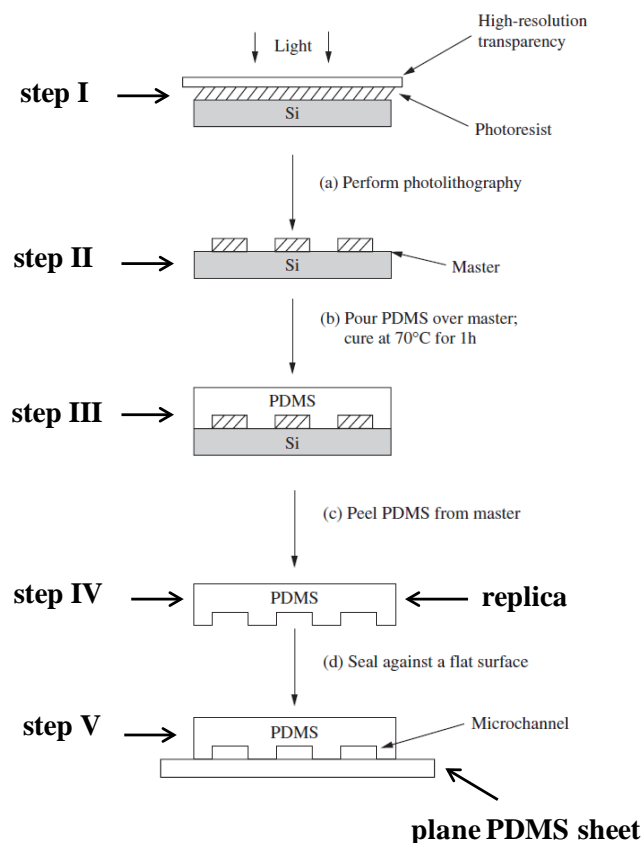 High-resolution
transparency
Light
step I
Si
Photoresist
(a) Perform photolithography
step II
Si
Master
(b) Pour PDMS over master;
cure at 70°C for 1h
step III
PDMS
Si
(c) Peel PDMS from master
step IV
PDMS
replica
(d) Seal against a flat surface
step V
PDMS
Microchannel
plane PDMS sheet